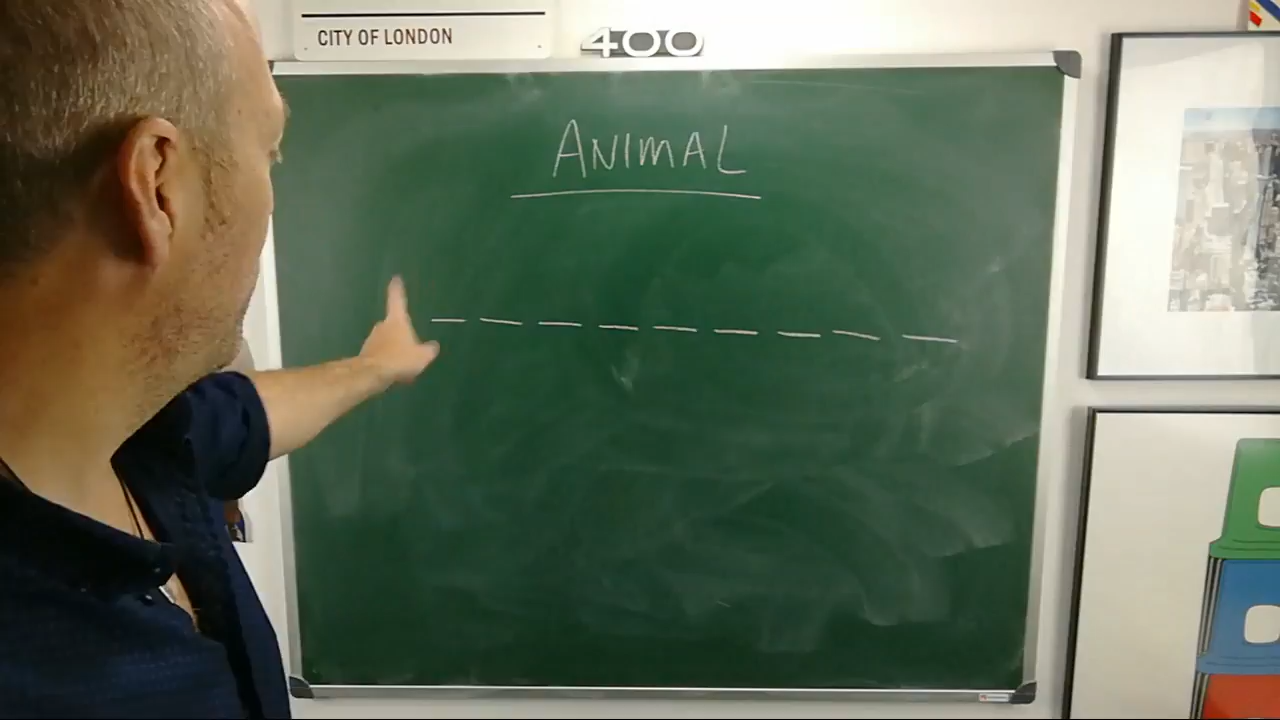 CITY OF LONDON
400
ANIMAL
_ _ _ _ _ _ _ _ _